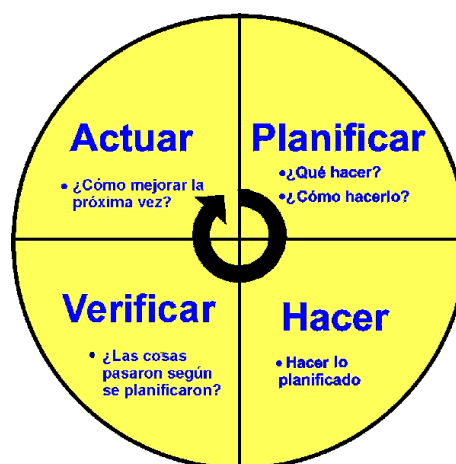 Actuar
• ¿Cómo mejorar la
próxima vez?
Planificar
•¿Qué hacer?
•¿Cómo hacerlo?
Verificar
• ¿Las cosas
pasaron según
se planificaron?
Hacer
• Hacer lo
planificado